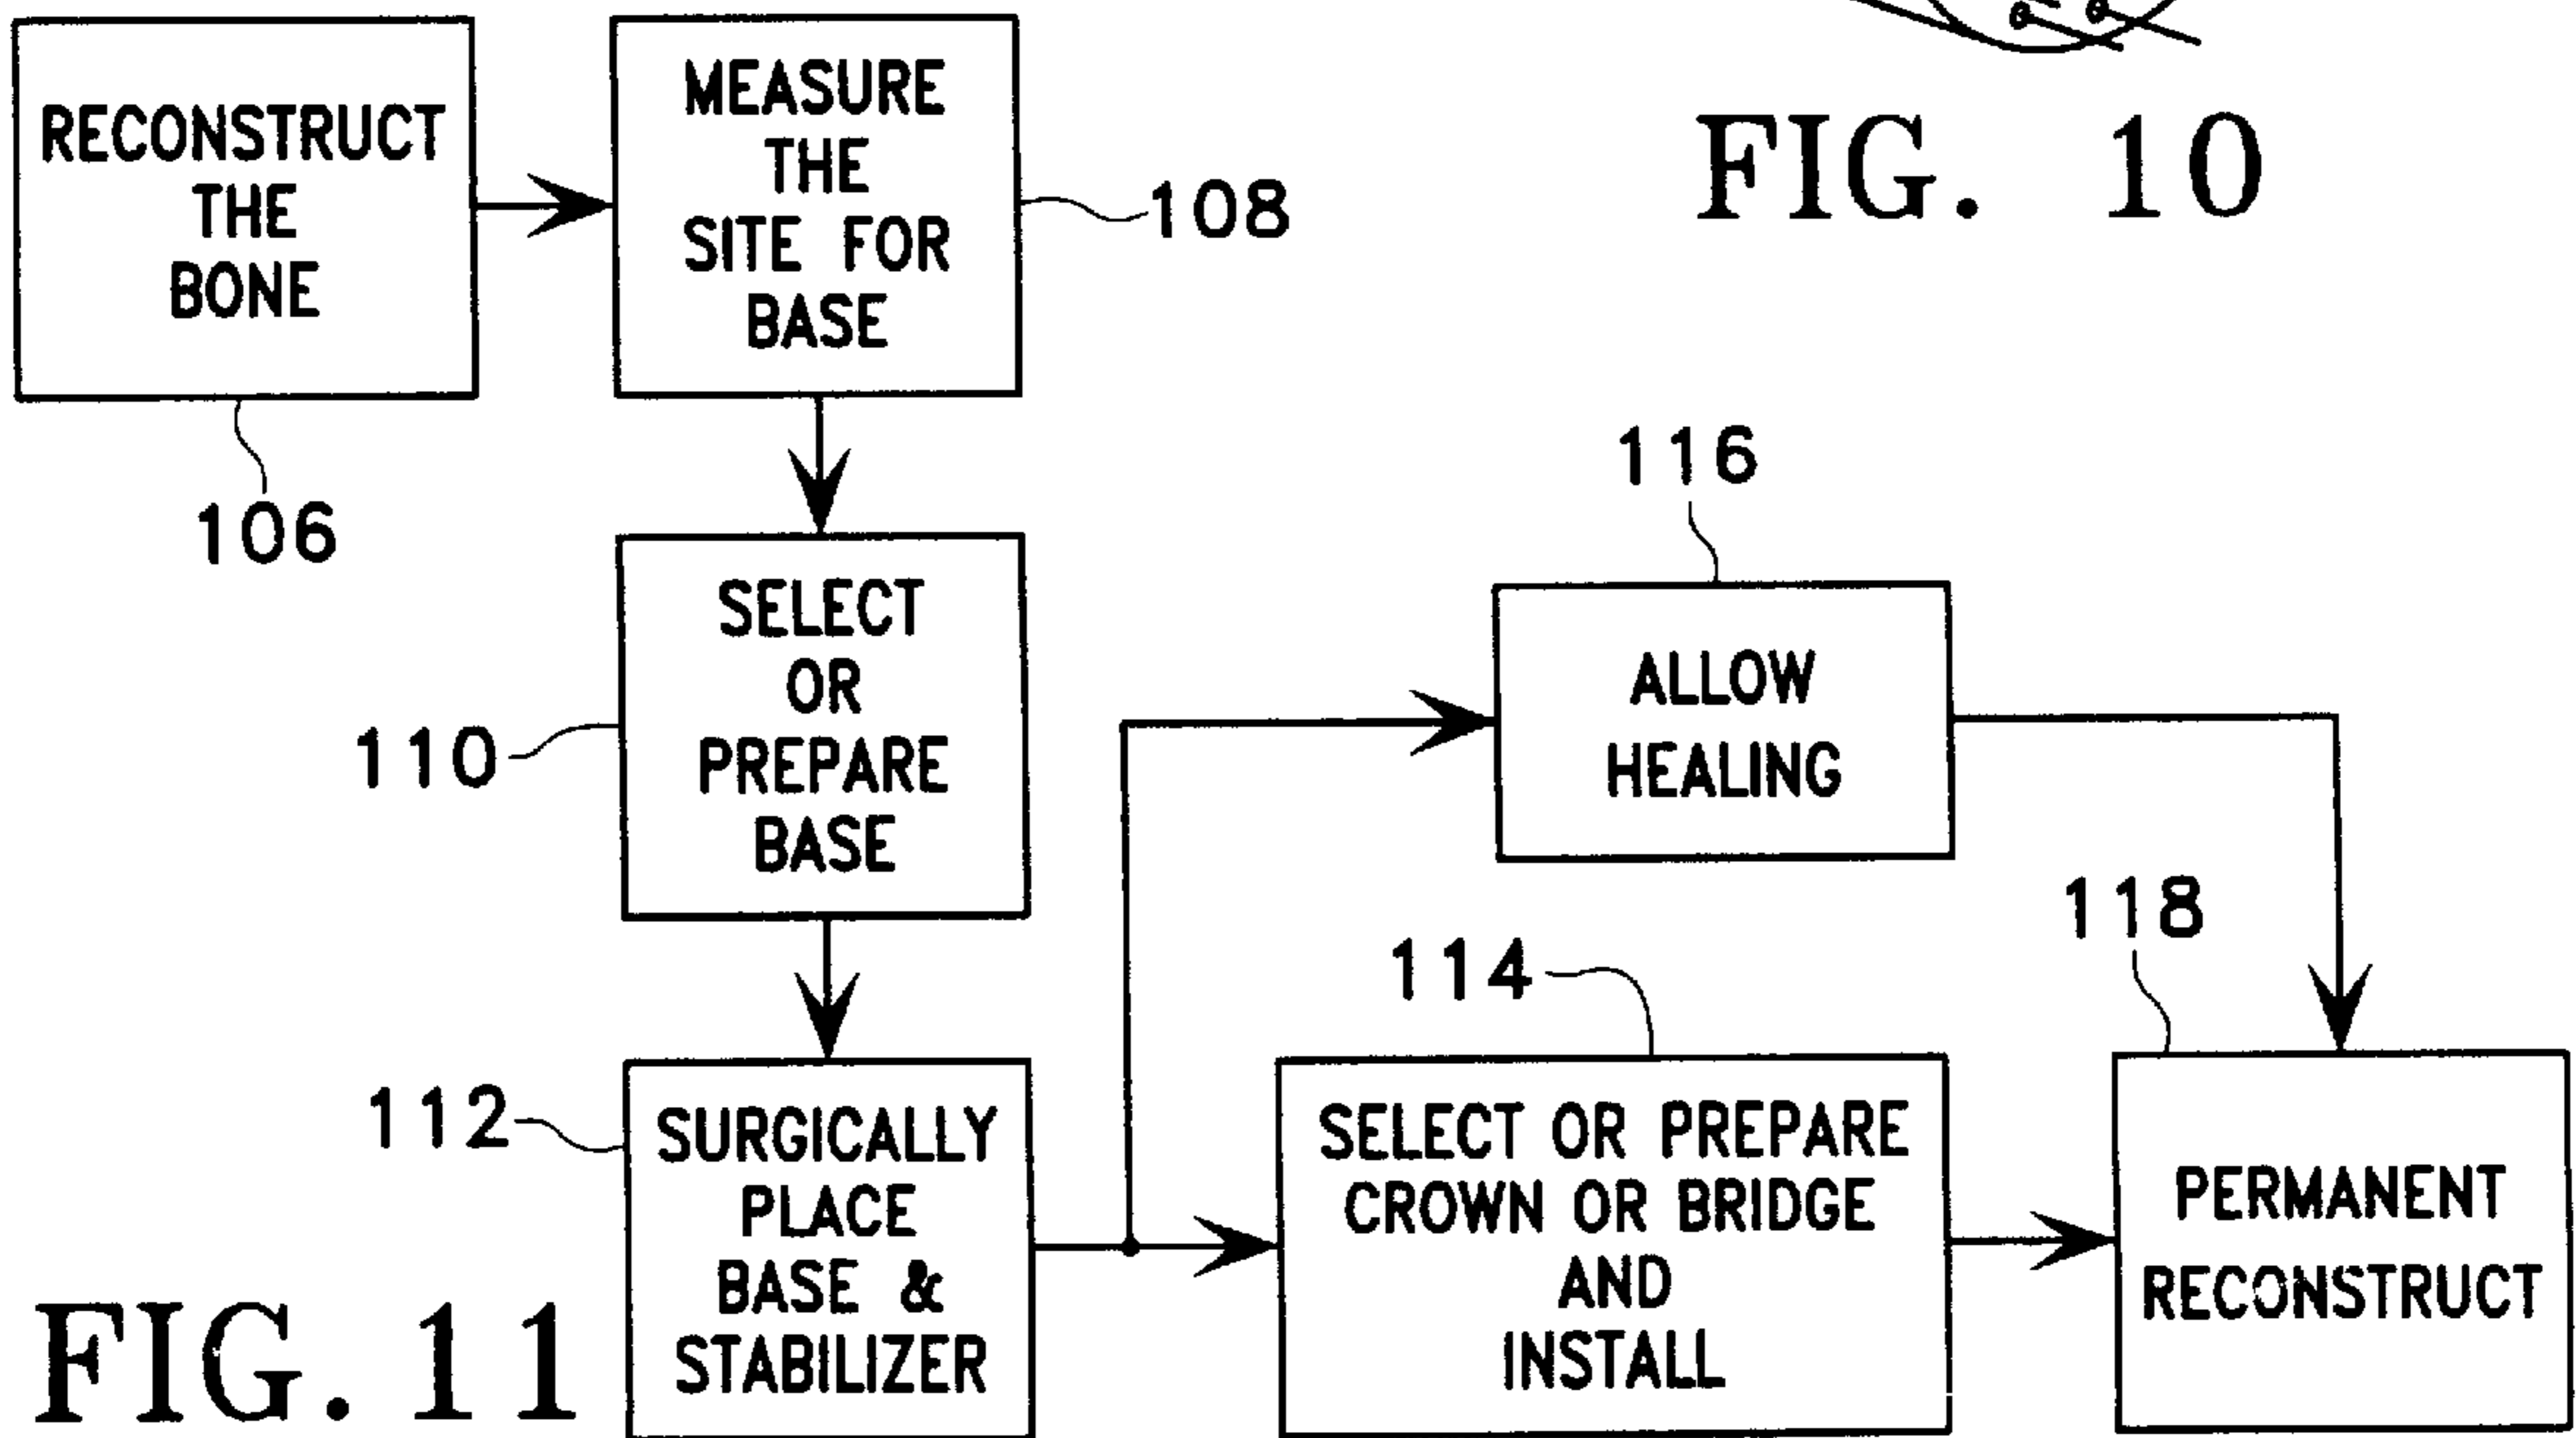 RECONSTRUCT
THE
BONE
106
MEASURE
THE
SITE FOR
BASE
108
FIG. 10
SELECT
OR
PREPARE
BASE
110
SURGICALLY
PLACE
BASE &
STABILIZER
112
116
ALLOW
HEALING
114
SELECT OR PREPARE
CROWN OR BRIDGE
AND
INSTALL
118
PERMANENT
RECONSTRUCT
FIG. 11